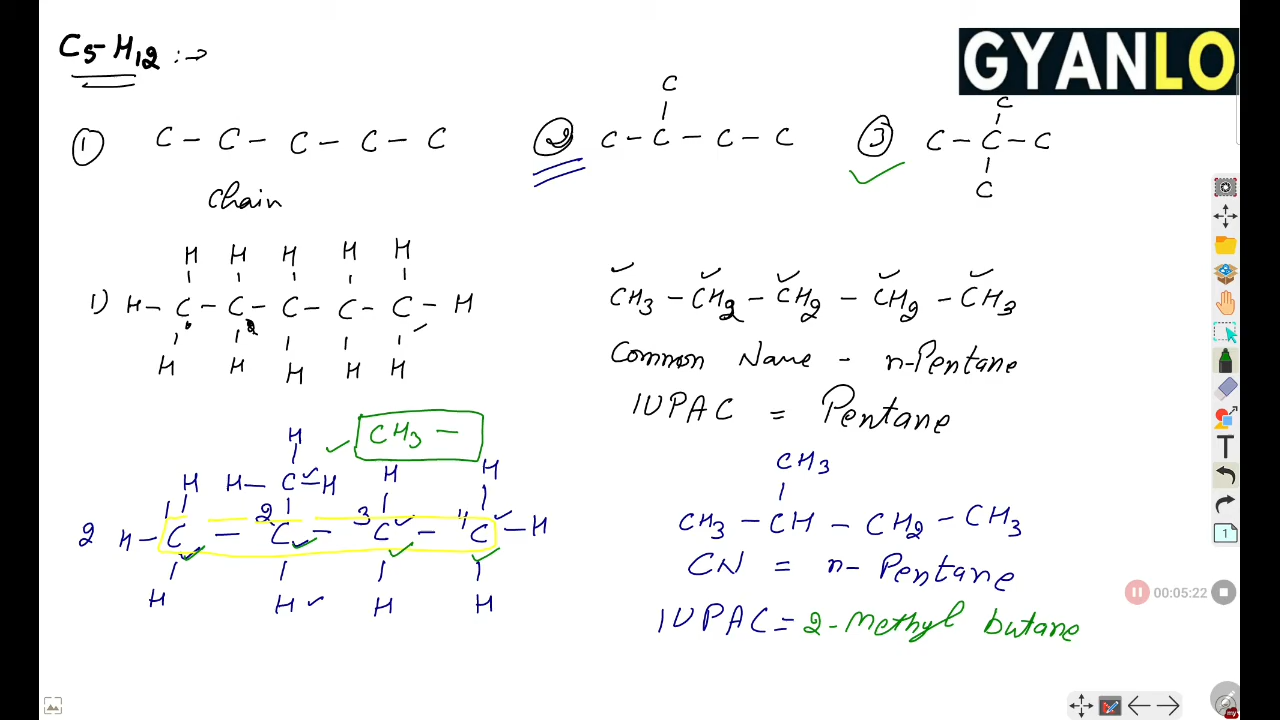 C5-H12 :->
GYANLO
1 C - C - C - C - C
chain
2 C - C - C - C
C
3 C - C - C
C
C
H H H H H
1) H - C - C - C - C - C - H
H H H H H
CH3 - CH2 - CH2 - CH2 - CH3
Common Name - n-Pentane
IUPAC = Pentane
CH3 -
H
H H - C - H H H
1 2 3 4
2 H - C - C - C - C - H
H H H H
CH3
CH3 - CH - CH2 - CH3
CN = n-Pentane
IUPAC = 2-Methyl butane
00:05:22
T
1